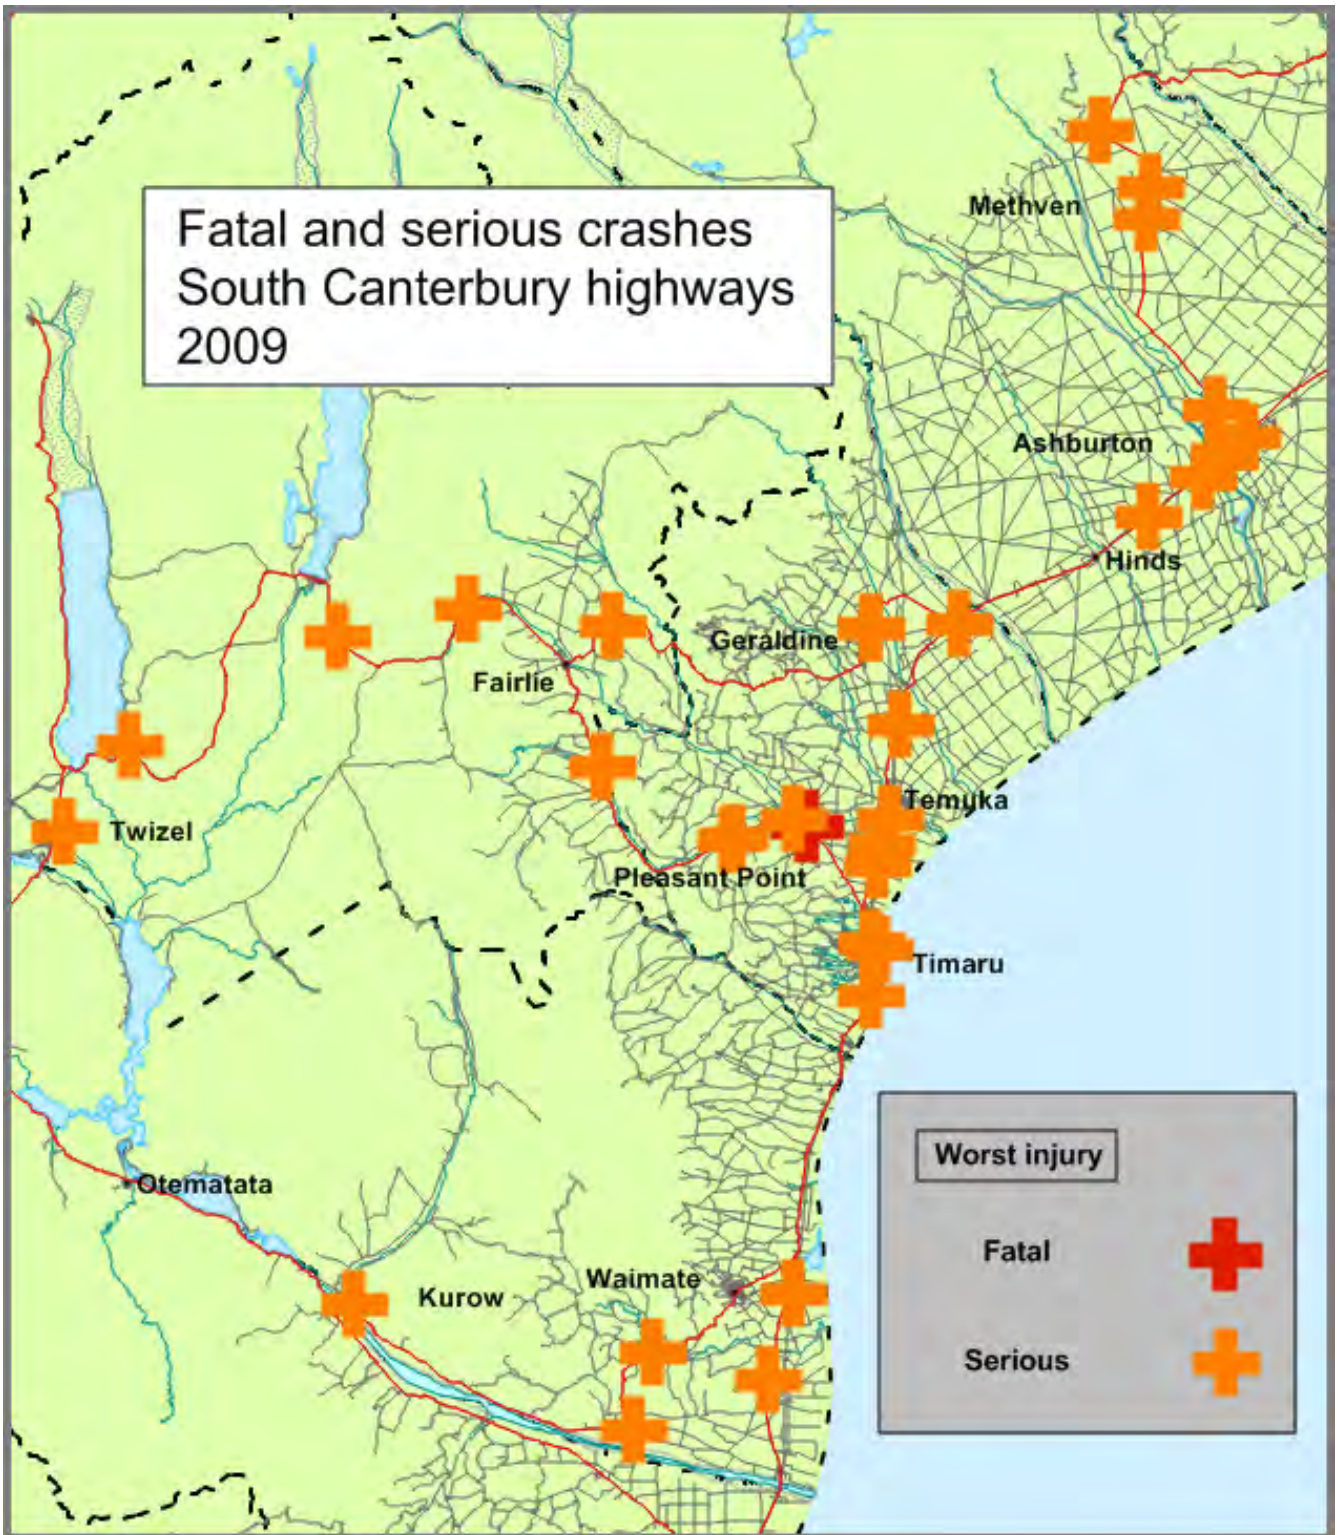 Fatal and serious crashes
South Canterbury highways
2009
Methven
Ashburton
Hinds
Geraldine
Fairlie
Temuka
Twizel
Pleasant Point
Timaru
Otematata
Waimate
Kurow
Worst injury
Fatal
Serious